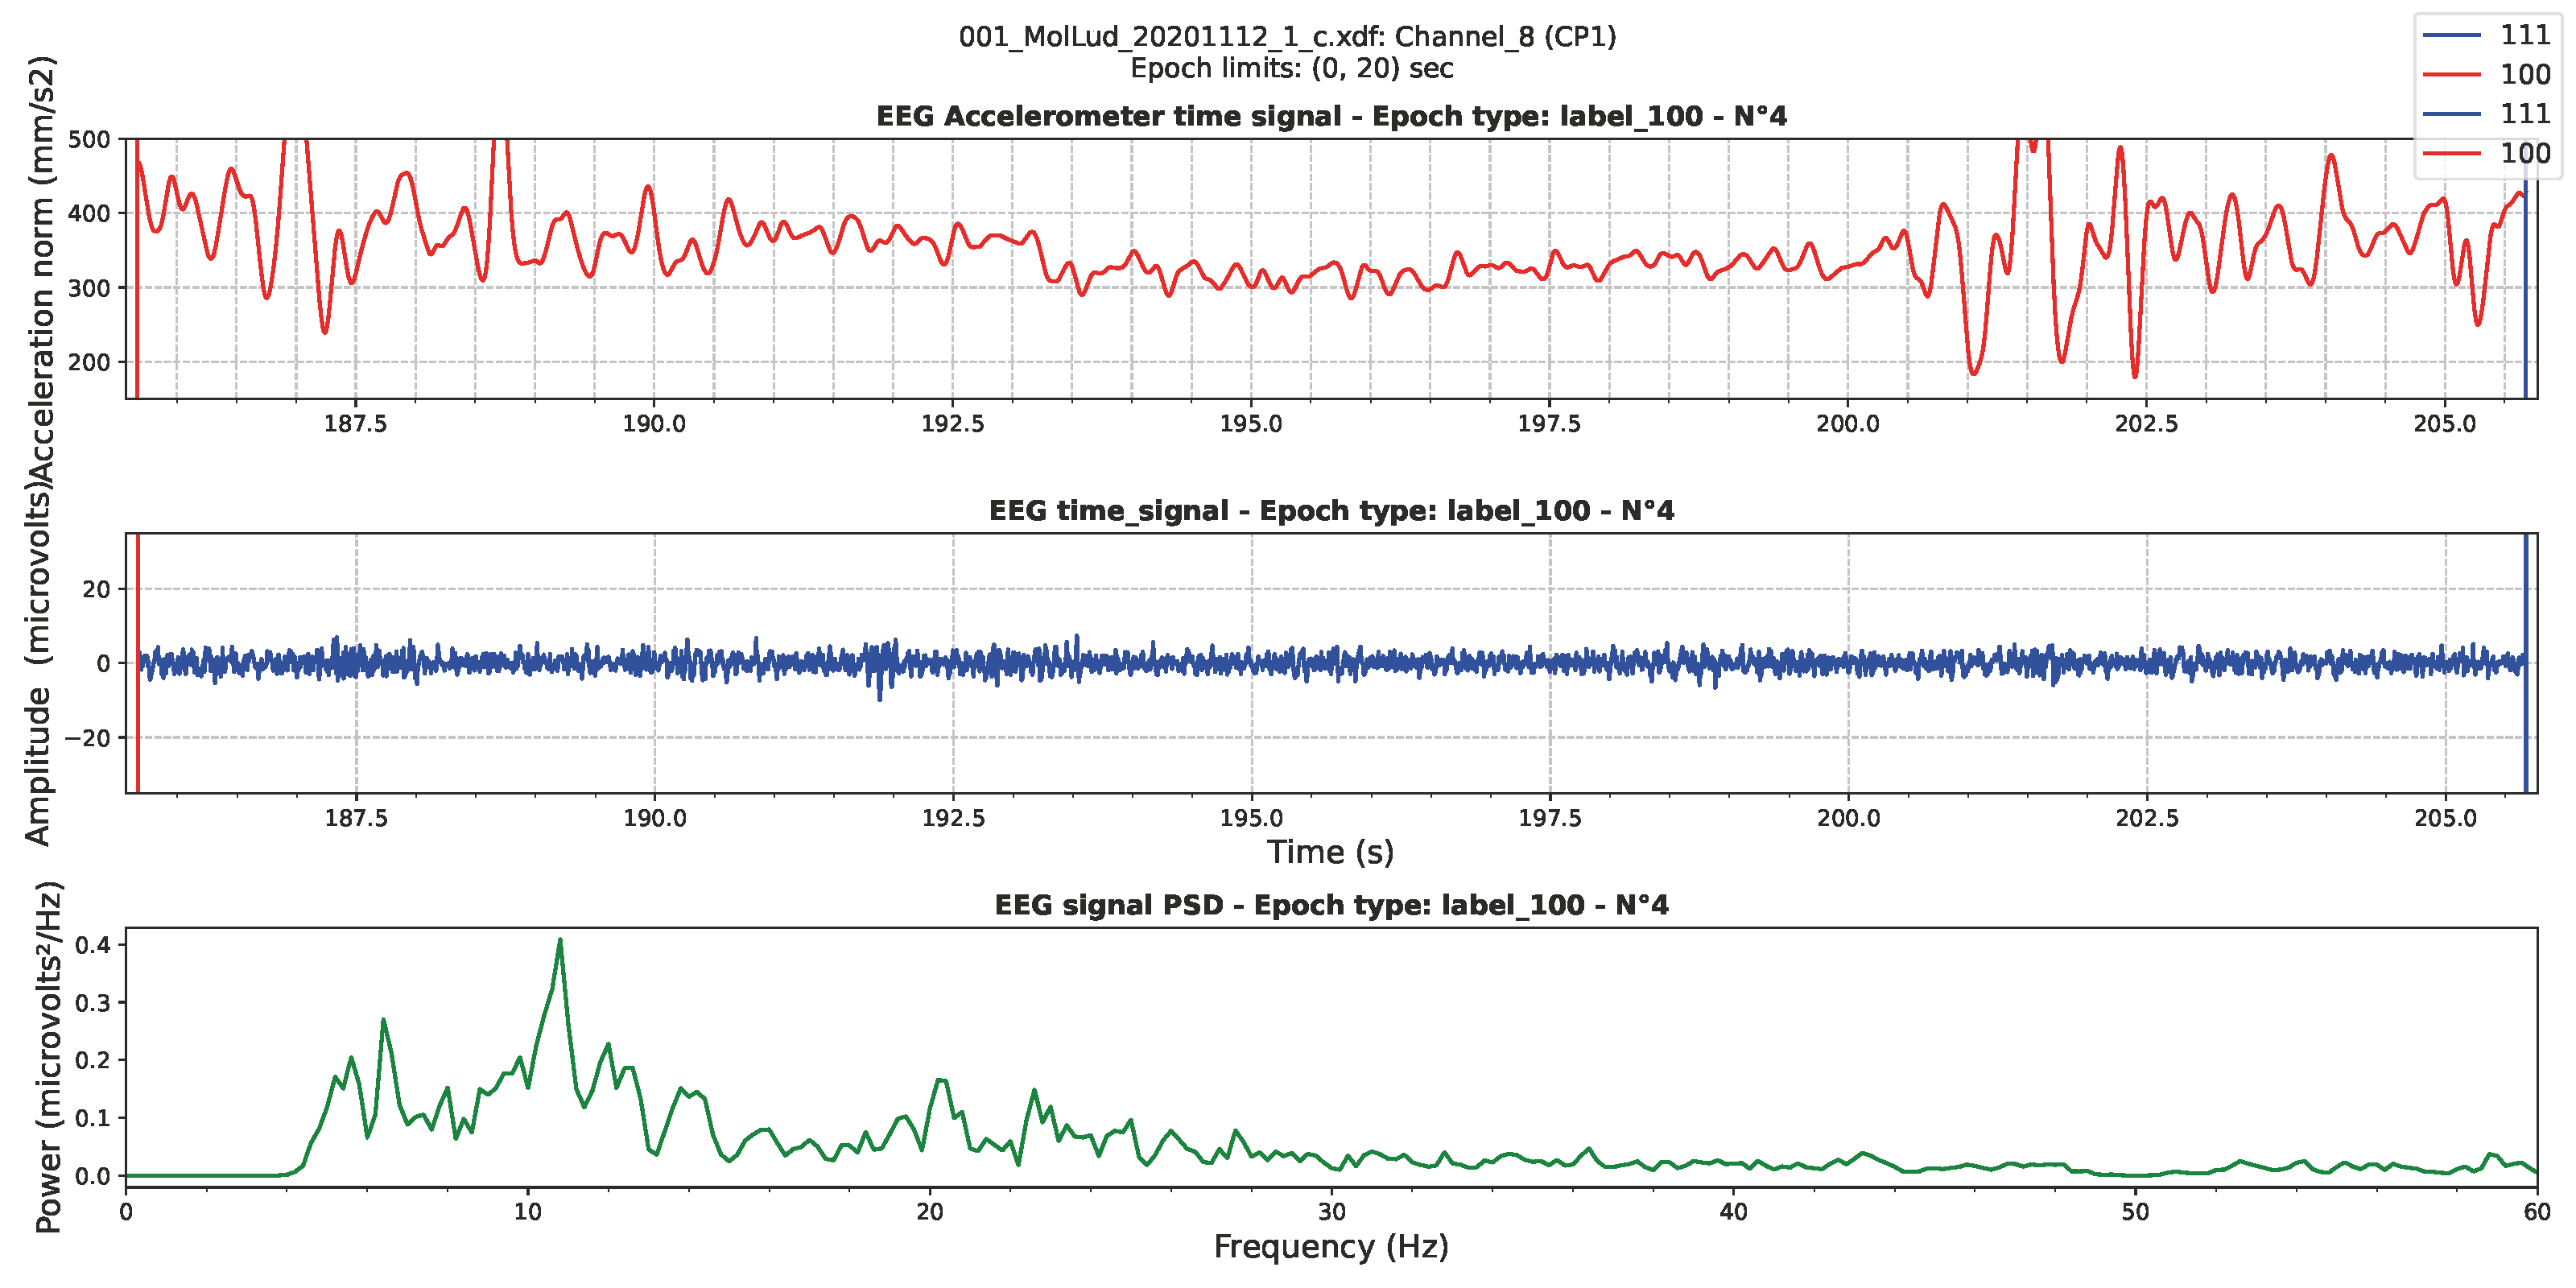 001_MolLud_20201112_1_c.xdf: Channel_8 (CP1)
Epoch limits: (0, 20) sec
111
100
111
100
EEG Accelerometer time signal - Epoch type: label_100 - N°4
Acceleration norm (mm/s2)
500
400
300
200
187.5 190.0 192.5 195.0 197.5 200.0 202.5 205.0
EEG time_signal - Epoch type: label_100 - N°4
Amplitude (microvolts)
20
0
−20
187.5 190.0 192.5 195.0 197.5 200.0 202.5 205.0
Time (s)
EEG signal PSD - Epoch type: label_100 - N°4
Power (microvolts²/Hz)
0.4
0.3
0.2
0.1
0.0
0 10 20 30 40 50 60
Frequency (Hz)